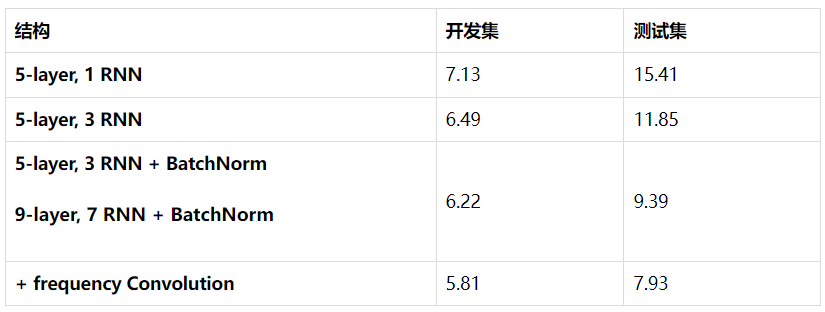 结构 开发集 测试集
5-layer, 1 RNN 7.13 15.41
5-layer, 3 RNN 6.49 11.85
5-layer, 3 RNN + BatchNorm
9-layer, 7 RNN + BatchNorm 6.22 9.39
+ frequency Convolution 5.81 7.93